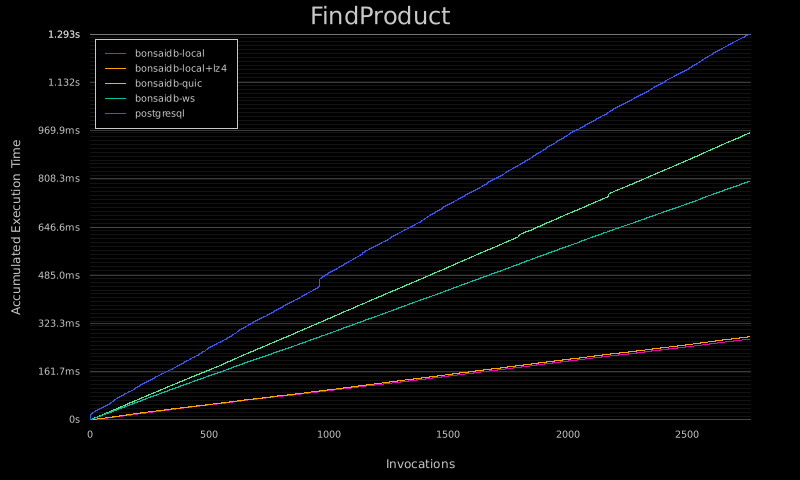 FindProduct
1.293s
1.132s
969.9ms
808.3ms
646.6ms
485.0ms
323.3ms
161.7ms
0s
bonsaidb-local
bonsaidb-local+lz4
bonsaidb-quic
bonsaidb-ws
postgresql
Accumulated Execution Time
0
500
1000
1500
2000
2500
Invocations